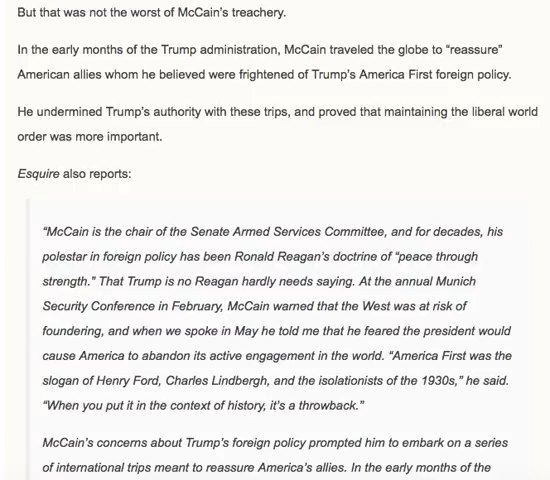 But that was not the worst of McCain’s treachery.
In the early months of the Trump administration, McCain traveled the globe to “reassure”
American allies whom he believed were frightened of Trump’s America First foreign policy.
He undermined Trump’s authority with these trips, and proved that maintaining the liberal world
order was more important.
Esquire also reports:
“McCain is the chair of the Senate Armed Services Committee, and for decades, his
polestar in foreign policy has been Ronald Reagan’s doctrine of “peace through
strength.” That Trump is no Reagan hardly needs saying. At the annual Munich
Security Conference in February, McCain warned that the West was at risk of
foundering, and when we spoke in May he told me that he feared the president would
cause America to abandon its active engagement in the world. “America First was the
slogan of Henry Ford, Charles Lindbergh, and the isolationists of the 1930s,” he said.
“When you put it in the context of history, it’s a throwback.”
McCain’s concerns about Trump’s foreign policy prompted him to embark on a series
of international trips meant to reassure America’s allies. In the early months of the